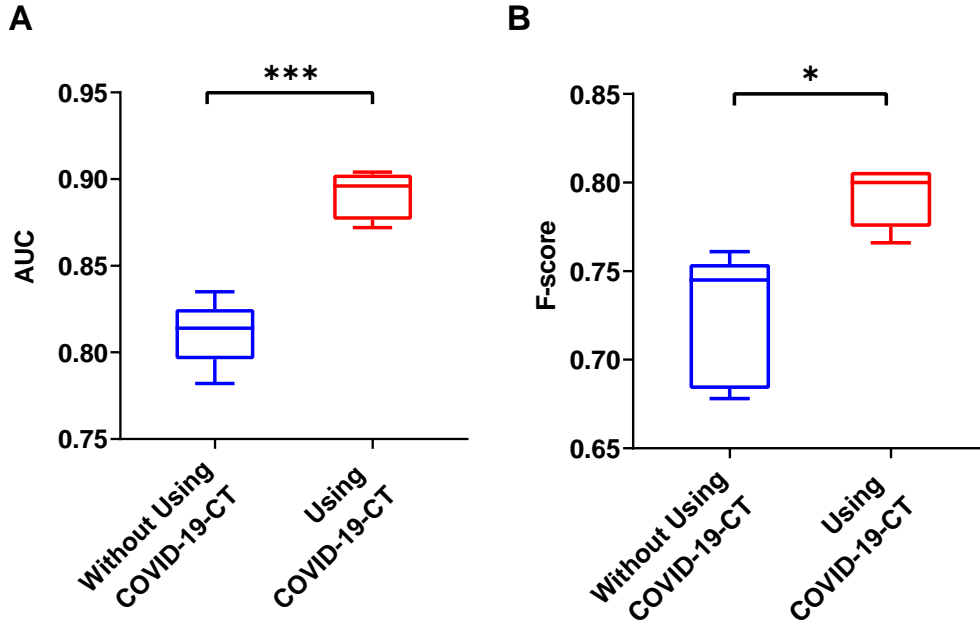 A
***
0.95
0.90
0.85
0.80
0.75
AUC
Without Using
COVID-19-CT
Using
COVID-19-CT
B
*
0.85
0.80
0.75
0.70
0.65
F-score
Without Using
COVID-19-CT
Using
COVID-19-CT